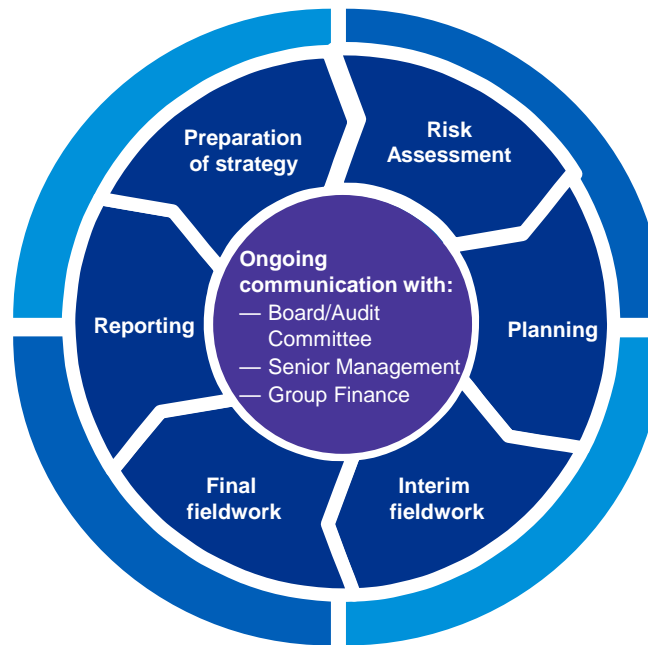 Preparation
of strategy
Risk
Assessment
Planning
Interim
fieldwork
Final
fieldwork
Reporting
Ongoing
communication with:
— Board/Audit
Committee
— Senior Management
— Group Finance